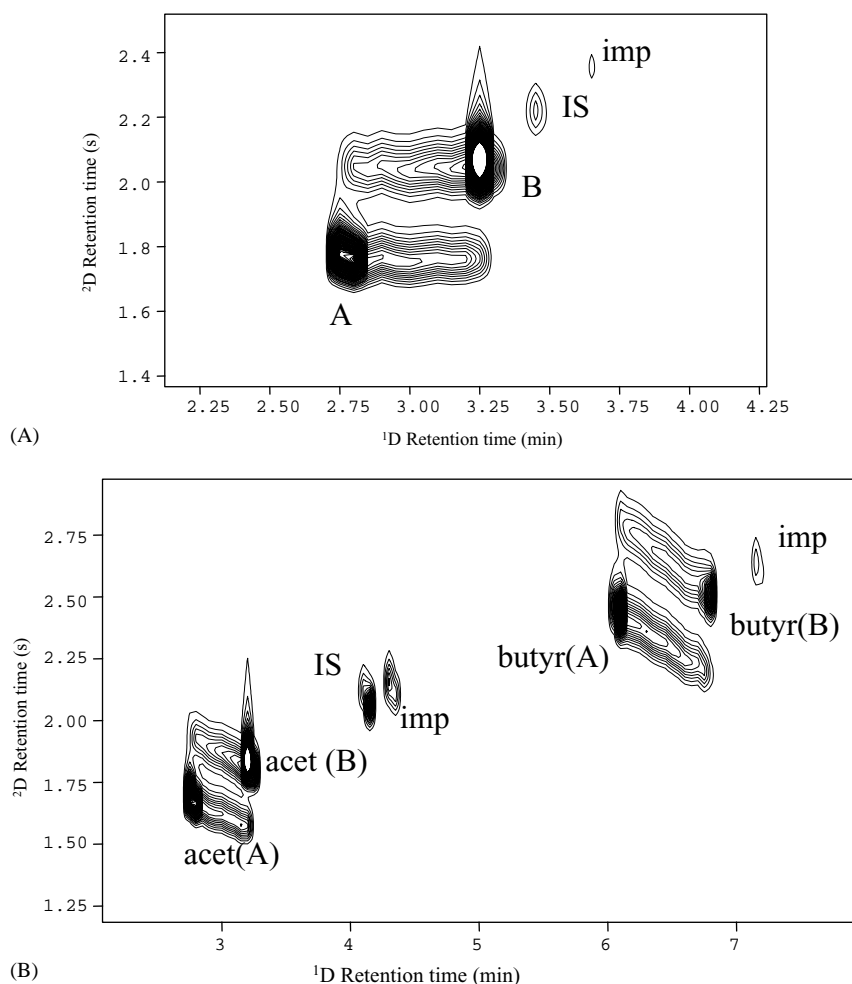 imp
2.4
IS
2.2
²D Retention time (s)
2.0
B
1.8
A
1.6
1.4
2.25 2.50 2.75 3.00 3.25 3.50 3.75 4.00 4.25
(A)
¹D Retention time (min)
2.75
imp
2.50
butyr(B)
butyr(A)
²D Retention time (s)
2.25
IS
imp
2.00
acet (B)
1.75
1.50
acet(A)
1.25
3 4 5 6 7
(B)
¹D Retention time (min)